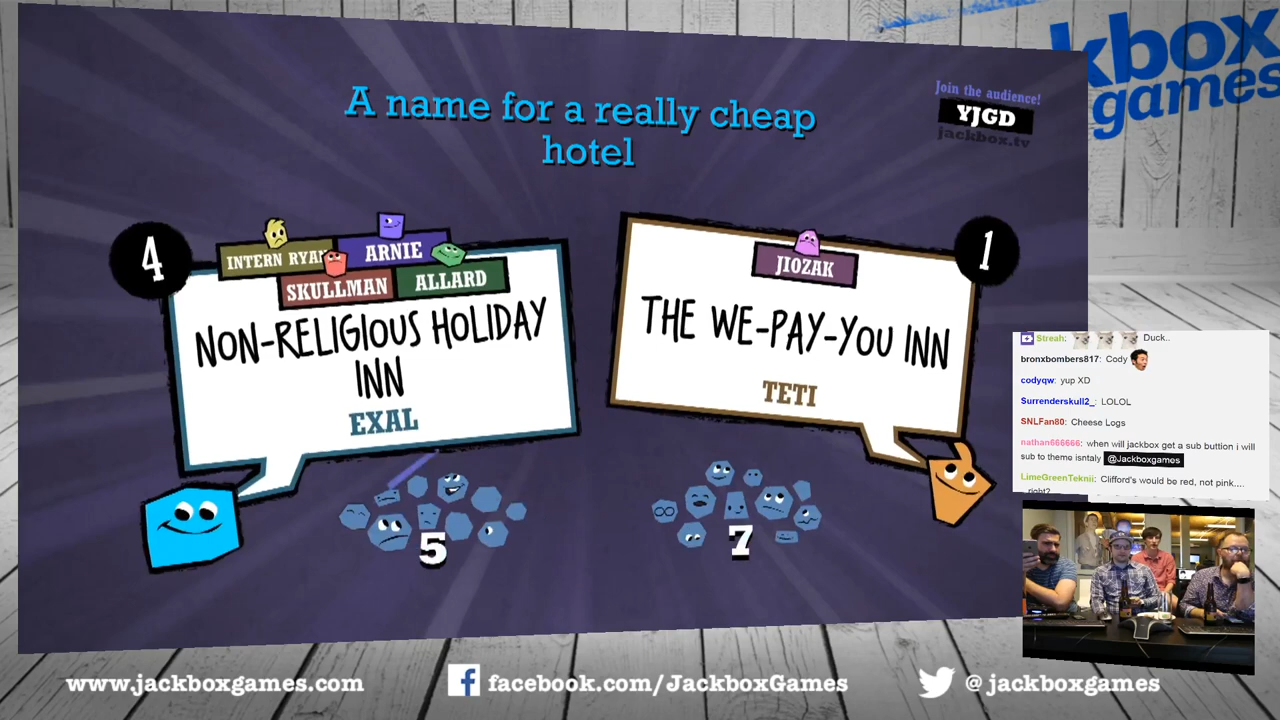 kbox
games
A name for a really cheap
hotel
Join the audience!
YJGD
jackbox.tv
4
INTERN RYAN
ARNIE
SKULLMAN
ALLARD
NON-RELIGIOUS HOLIDAY
INN
EXAL
5
1
JIOZAK
THE WE-PAY-YOU INN
TETI
7
Streah: Duck..
bronxbombers817: Cody
codyqw: yup XD
Surrenderskull2_: LOLOL
SNLFan80: Cheese Logs
nathan666666: when will jackbox got a sub buttion i will
sub to theme isntaly @Jackboxgames
LimeGreenTeknii: Clifford's would be red, not pink....
right?
www.jackboxgames.com
facebook.com/JackboxGames
@jackboxgames